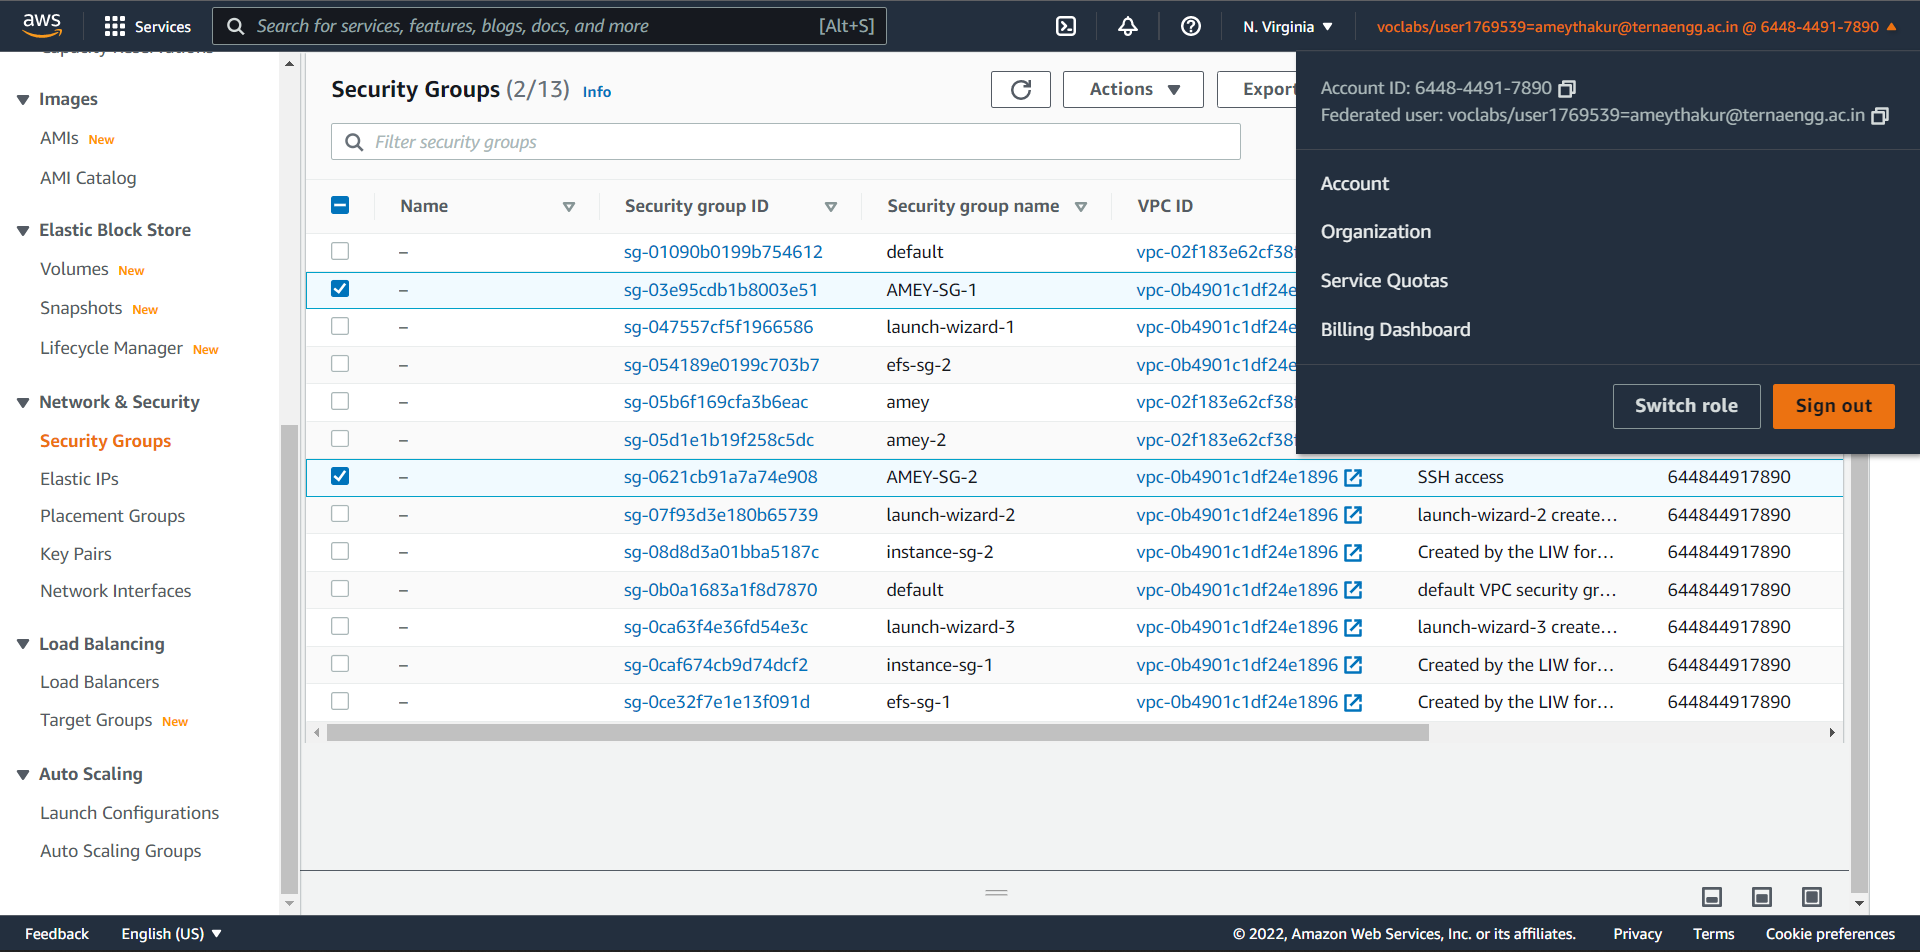 aws
Services
Search for services, features, blogs, docs, and more
[Alt+S]
N. Virginia
voclabs/user1769539=ameythakur@ternaengg.ac.in @ 6448-4491-7890
Account ID: 6448-4491-7890
Federated user: voclabs/user1769539=ameythakur@ternaengg.ac.in
Account
Organization
Service Quotas
Billing Dashboard
Switch role
Sign out
Capacity Reservations
Images
AMIs New
AMI Catalog
Elastic Block Store
Volumes New
Snapshots New
Lifecycle Manager New
Network & Security
Security Groups
Elastic IPs
Placement Groups
Key Pairs
Network Interfaces
Load Balancing
Load Balancers
Target Groups New
Auto Scaling
Launch Configurations
Auto Scaling Groups
Security Groups (2/13) Info
Actions
Export
Filter security groups
Name Security group ID Security group name VPC ID
– sg-01090b0199b754612 default vpc-02f183e62cf38f
– sg-03e95cdb1b8003e51 AMEY-SG-1 vpc-0b4901c1df24e
– sg-047557cf5f1966586 launch-wizard-1 vpc-0b4901c1df24e
– sg-054189e0199c703b7 efs-sg-2 vpc-0b4901c1df24e
– sg-05b6f169cfa3b6eac amey vpc-02f183e62cf38f
– sg-05d1e1b19f258c5dc amey-2 vpc-02f183e62cf38f
– sg-0621cb91a7a74e908 AMEY-SG-2 vpc-0b4901c1df24e1896 SSH access 644844917890
– sg-07f93d3e180b65739 launch-wizard-2 vpc-0b4901c1df24e1896 launch-wizard-2 create… 644844917890
– sg-08d8d3a01bba5187c instance-sg-2 vpc-0b4901c1df24e1896 Created by the LIW for… 644844917890
– sg-0b0a1683a1f8d7870 default vpc-0b4901c1df24e1896 default VPC security gr… 644844917890
– sg-0ca63f4e36fd54e3c launch-wizard-3 vpc-0b4901c1df24e1896 launch-wizard-3 create… 644844917890
– sg-0caf674cb9d74dcf2 instance-sg-1 vpc-0b4901c1df24e1896 Created by the LIW for… 644844917890
– sg-0ce32f7e1e13f091d efs-sg-1 vpc-0b4901c1df24e1896 Created by the LIW for… 644844917890
Feedback
English (US)
© 2022, Amazon Web Services, Inc. or its affiliates.
Privacy
Terms
Cookie preferences